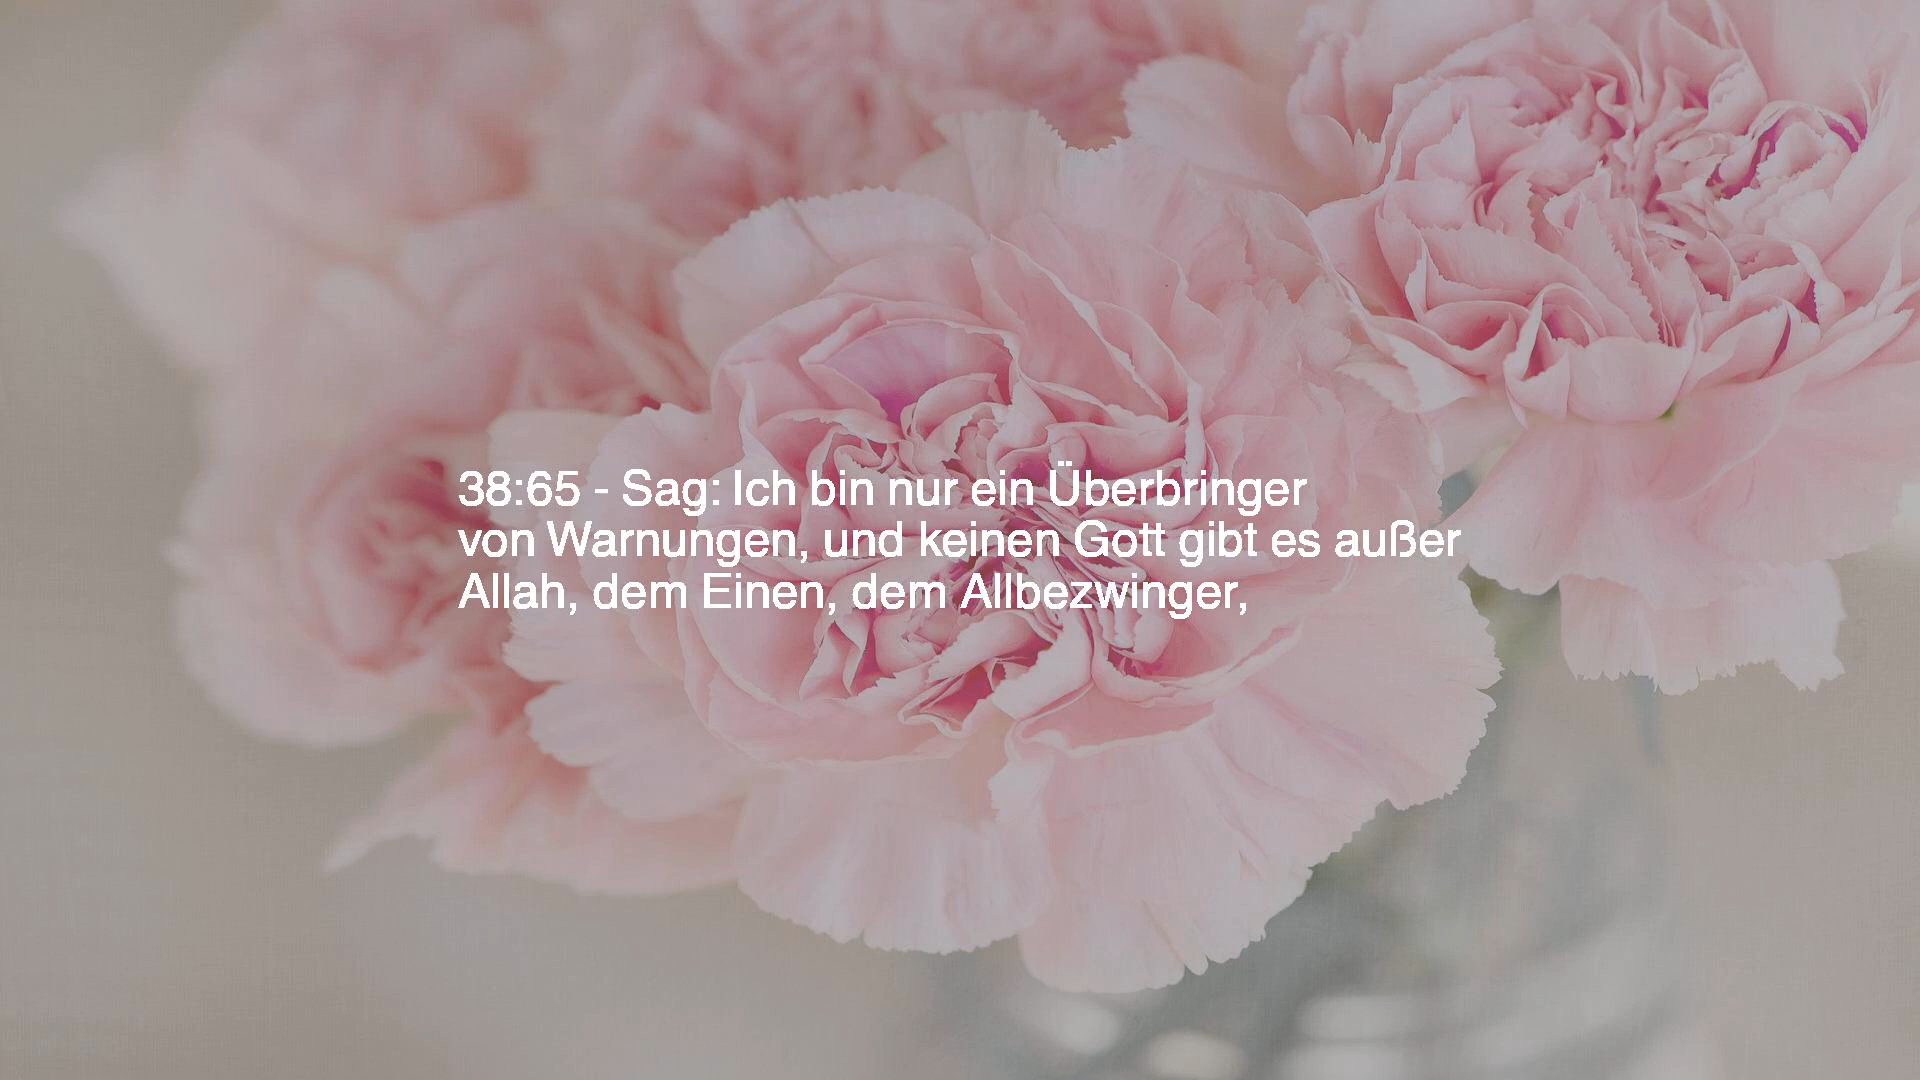 38:65 - Sag: Ich bin nur ein Überbringer
von Warnungen, und keinen Gott gibt es außer
Allah, dem Einen, dem Allbezwinger,